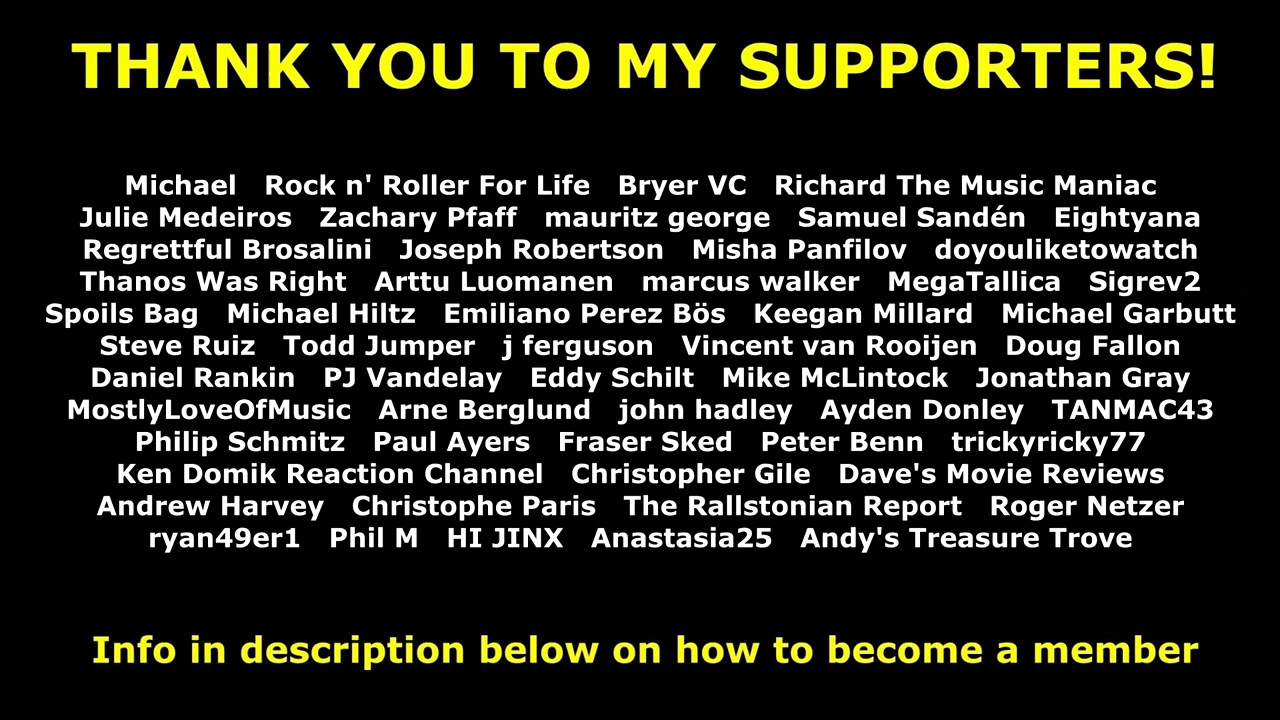 THANK YOU TO MY SUPPORTERS!
Michael Rock n' Roller For Life Bryer VC Richard The Music Maniac
Julie Medeiros Zachary Pfaff mauritz george Samuel Sandén Eightyana
Regrettful Brosalini Joseph Robertson Misha Panfilov doyouliketowatch
Thanos Was Right Arttu Luomanen marcus walker MegaTallica Sigrev2
Spoils Bag Michael Hiltz Emiliano Perez Bös Keegan Millard Michael Garbutt
Steve Ruiz Todd Jumper j ferguson Vincent van Rooijen Doug Fallon
Daniel Rankin PJ Vandelay Eddy Schilt Mike McLintock Jonathan Gray
MostlyLoveOfMusic Arne Berglund john hadley Ayden Donley TANMAC43
Philip Schmitz Paul Ayers Fraser Sked Peter Benn trickyricky77
Ken Domik Reaction Channel Christopher Gile Dave's Movie Reviews
Andrew Harvey Christophe Paris The Rallstonian Report Roger Netzer
ryan49er1 Phil M HI JINX Anastasia25 Andy's Treasure Trove
Info in description below on how to become a member